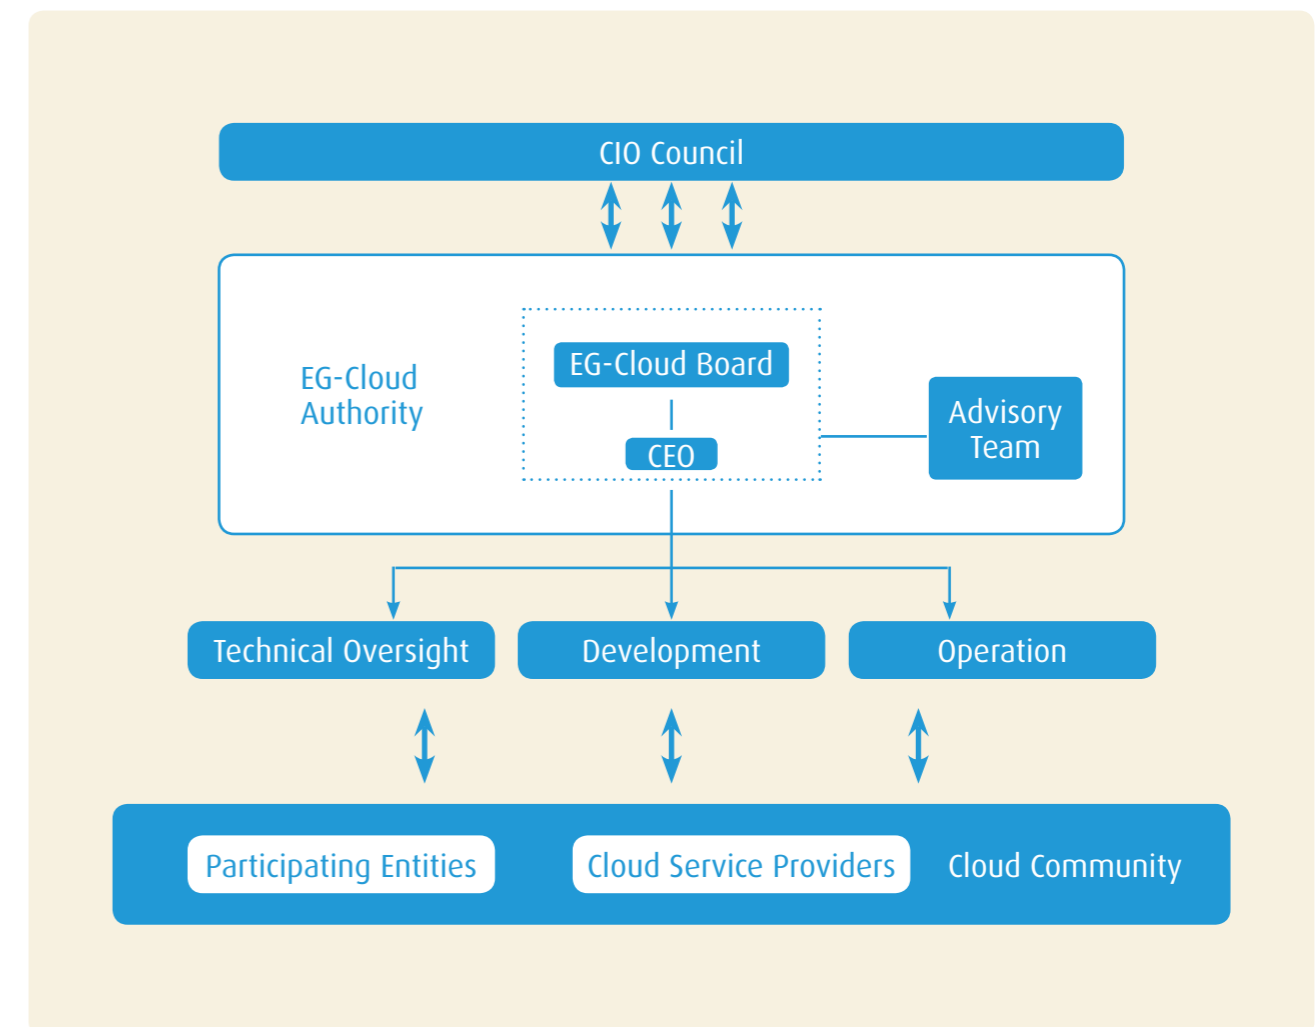 CIO Council
EG-Cloud
Authority
EG-Cloud Board
CEO
Advisory
Team
Technical Oversight
Development
Operation
Participating Entities
Cloud Service Providers
Cloud Community